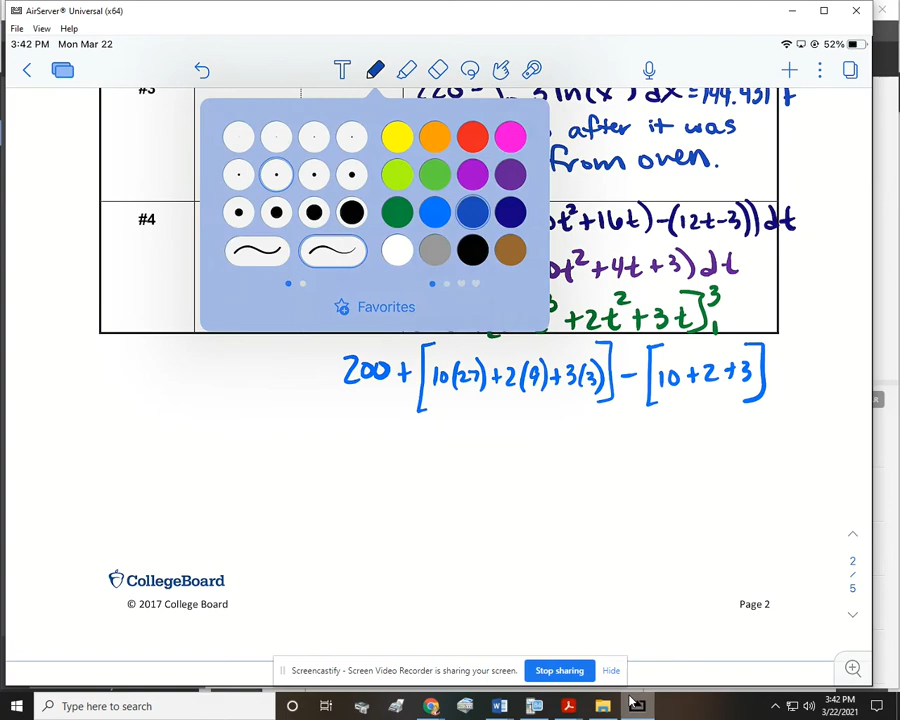 AirServer® Universal (x64)
File View Help
3:42 PM Mon Mar 22
52%
T
#3
3 ln(x ) dx = 144.431 F
after it was
from oven.
#4
t² + 16t) - (12t - 3)) dt
t² + 4t + 3) dt
+ 2t² + 3t]³₁
Favorites
200 + [10(27) + 2(9) + 3(3)] - [10 + 2 + 3]
CollegeBoard
© 2017 College Board
Page 2
2
/
5
Screencastify - Screen Video Recorder is sharing your screen.
Stop sharing
Hide
Type here to search
3:42 PM
3/22/2021